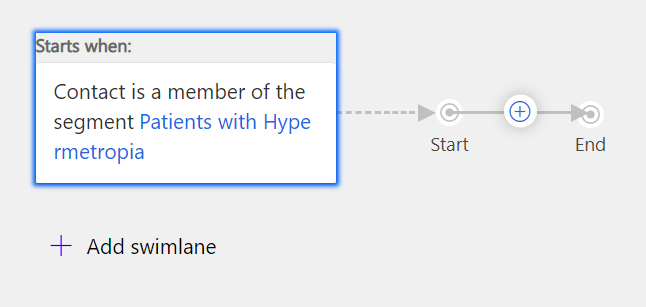 Starts when:
Contact is a member of the
segment Patients with Hype
rmetropia
Start
End
Add swimlane